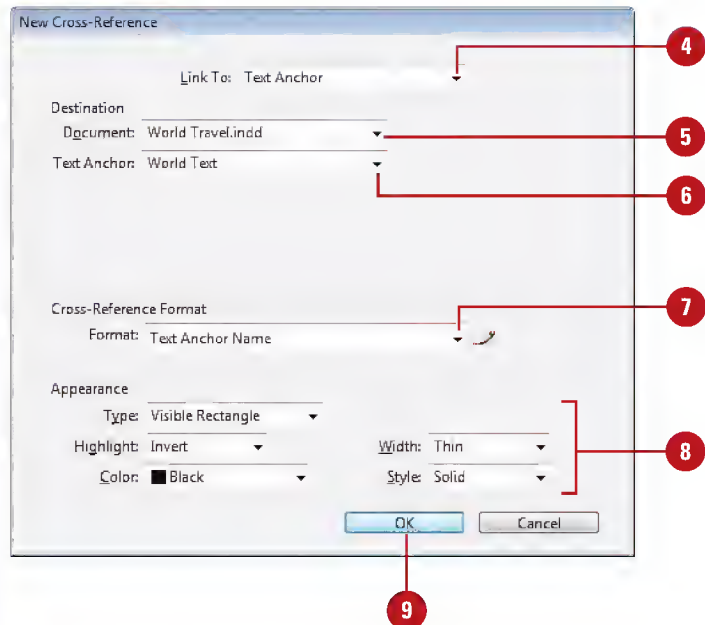 New Cross-Reference
4
Link To: Text Anchor
Destination
Document: World Travel.indd
5
Text Anchor: World Text
6
Cross-Reference Format
7
Format: Text Anchor Name
Appearance
Type: Visible Rectangle
Highlight: Invert Width: Thin
8
Color: Black Style: Solid
OK Cancel
9